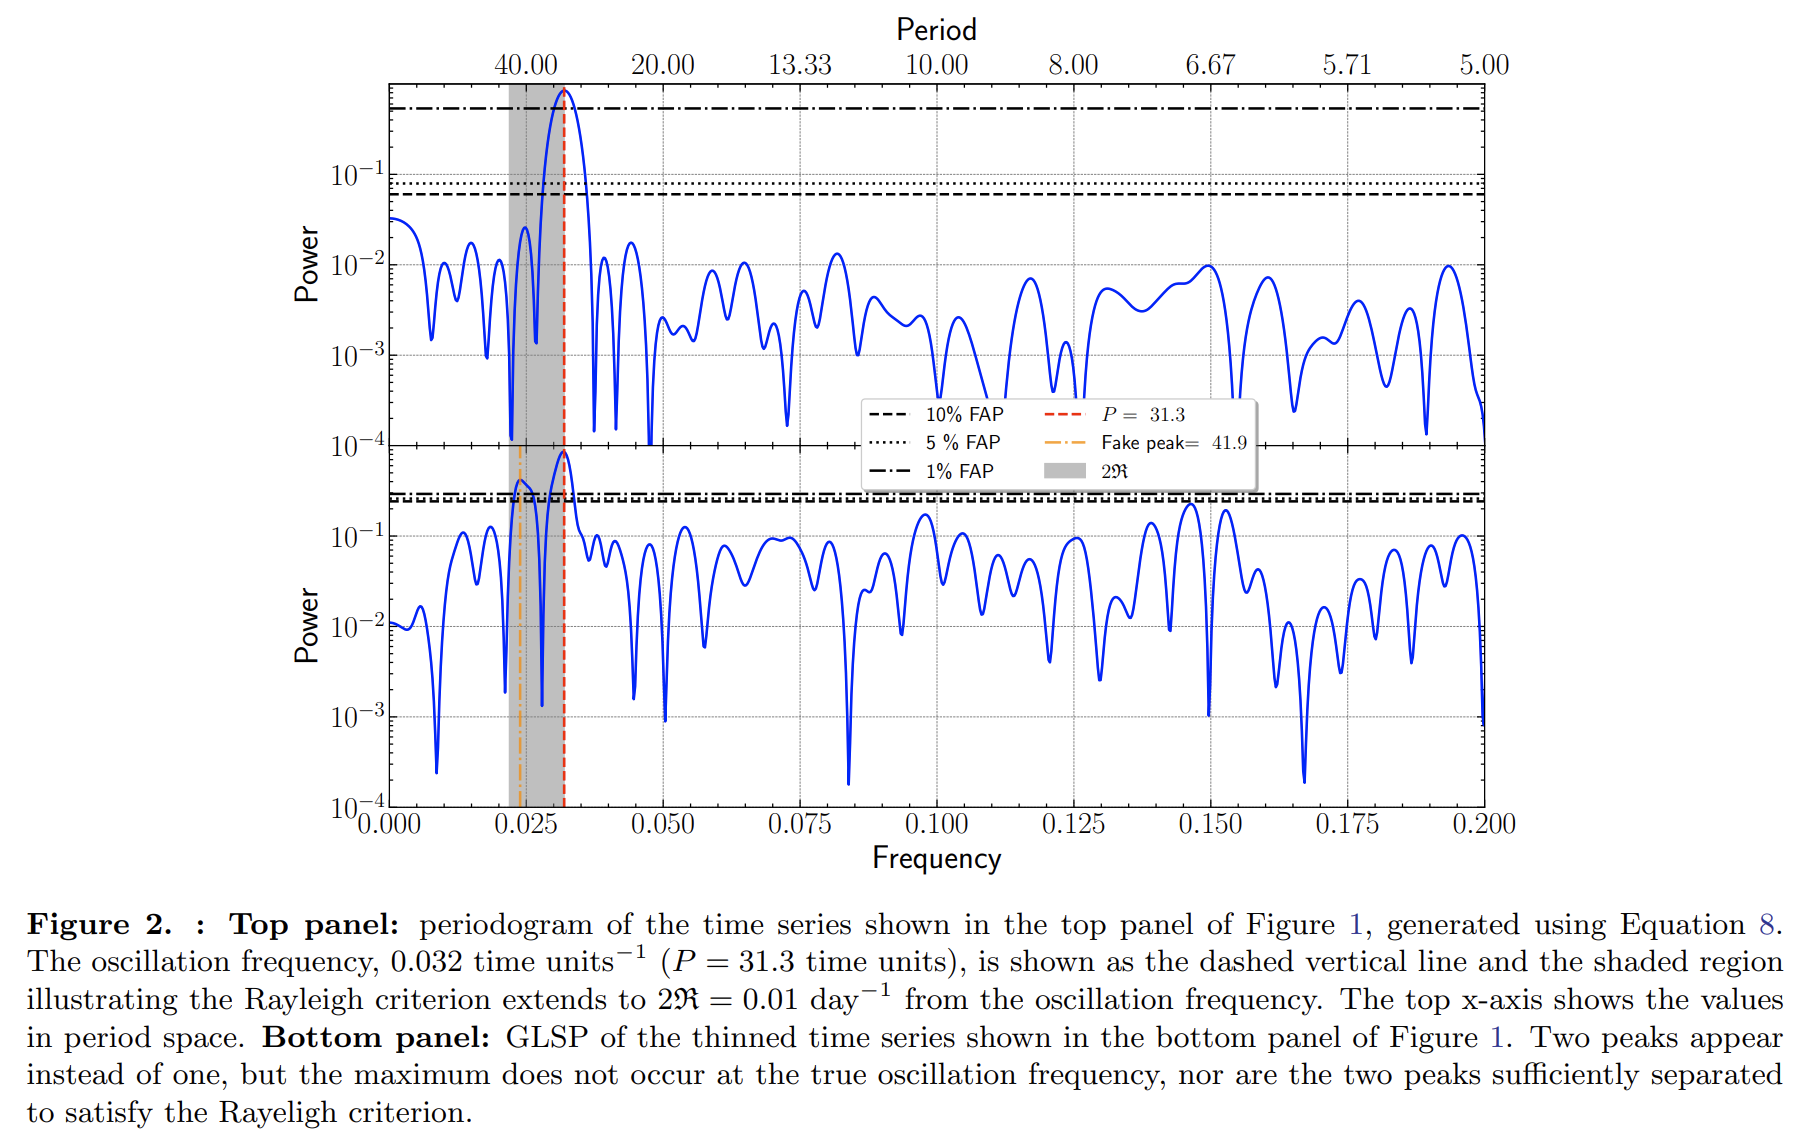 Period
40.00 20.00 13.33 10.00 8.00 6.67 5.71 5.00
Power
10−1
10−2
10−3
10−4
10% FAP
5 % FAP
1% FAP
P = 31.3
Fake peak= 41.9
2ℜ
Power
10−1
10−2
10−3
10−4
0.000 0.025 0.050 0.075 0.100 0.125 0.150 0.175 0.200
Frequency
Figure 2. : Top panel: periodogram of the time series shown in the top panel of Figure 1, generated using Equation 8.
The oscillation frequency, 0.032 time units−1 (P = 31.3 time units), is shown as the dashed vertical line and the shaded region
illustrating the Rayleigh criterion extends to 2ℜ = 0.01 day−1 from the oscillation frequency. The top x-axis shows the values
in period space. Bottom panel: GLSP of the thinned time series shown in the bottom panel of Figure 1. Two peaks appear
instead of one, but the maximum does not occur at the true oscillation frequency, nor are the two peaks sufficiently separated
to satisfy the Rayeligh criterion.